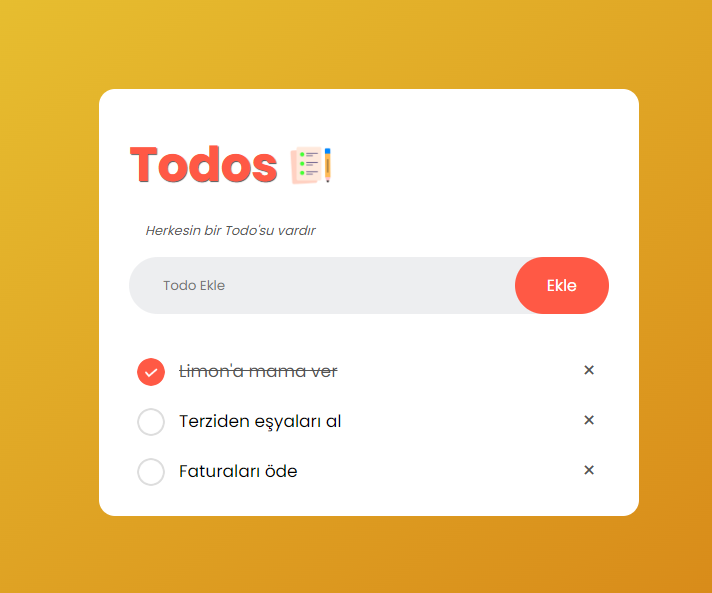 Todos
Herkesin bir Todo'su vardır
Todo Ekle
Ekle
Limon'a mama ver
×
Terziden eşyaları al
×
Faturaları öde
×